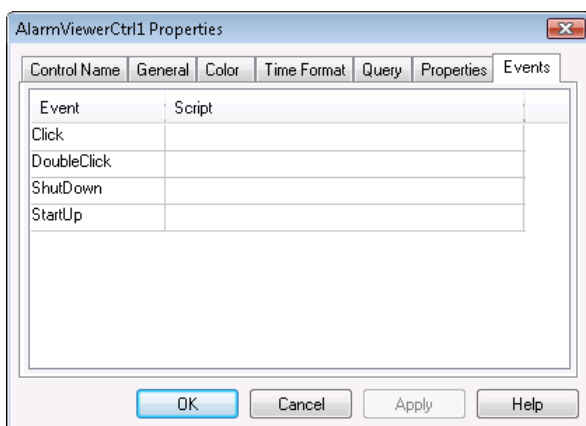 AlarmViewerCtrl1 Properties
Control Name General Color Time Format Query Properties Events
Event Script
Click
DoubleClick
ShutDown
StartUp
OK Cancel Apply Help